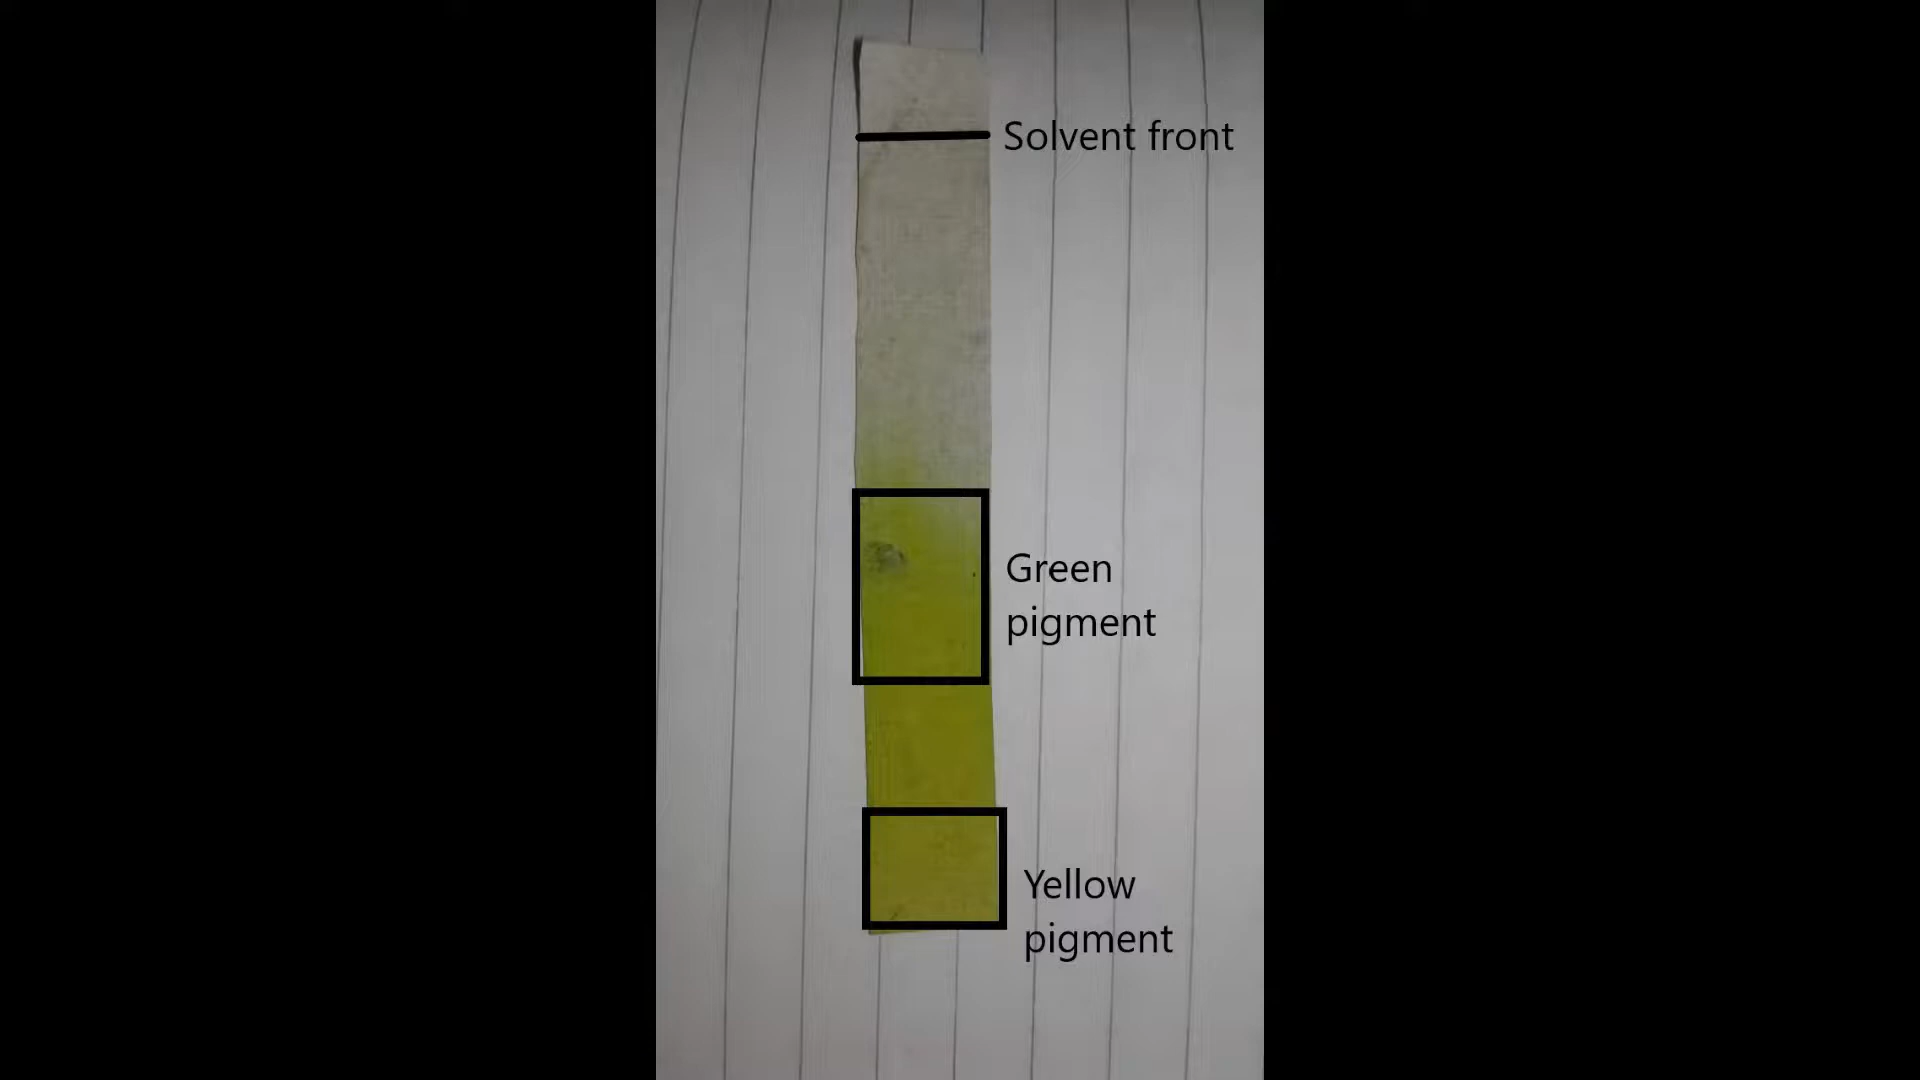 Solvent front
Green
pigment
Yellow
pigment